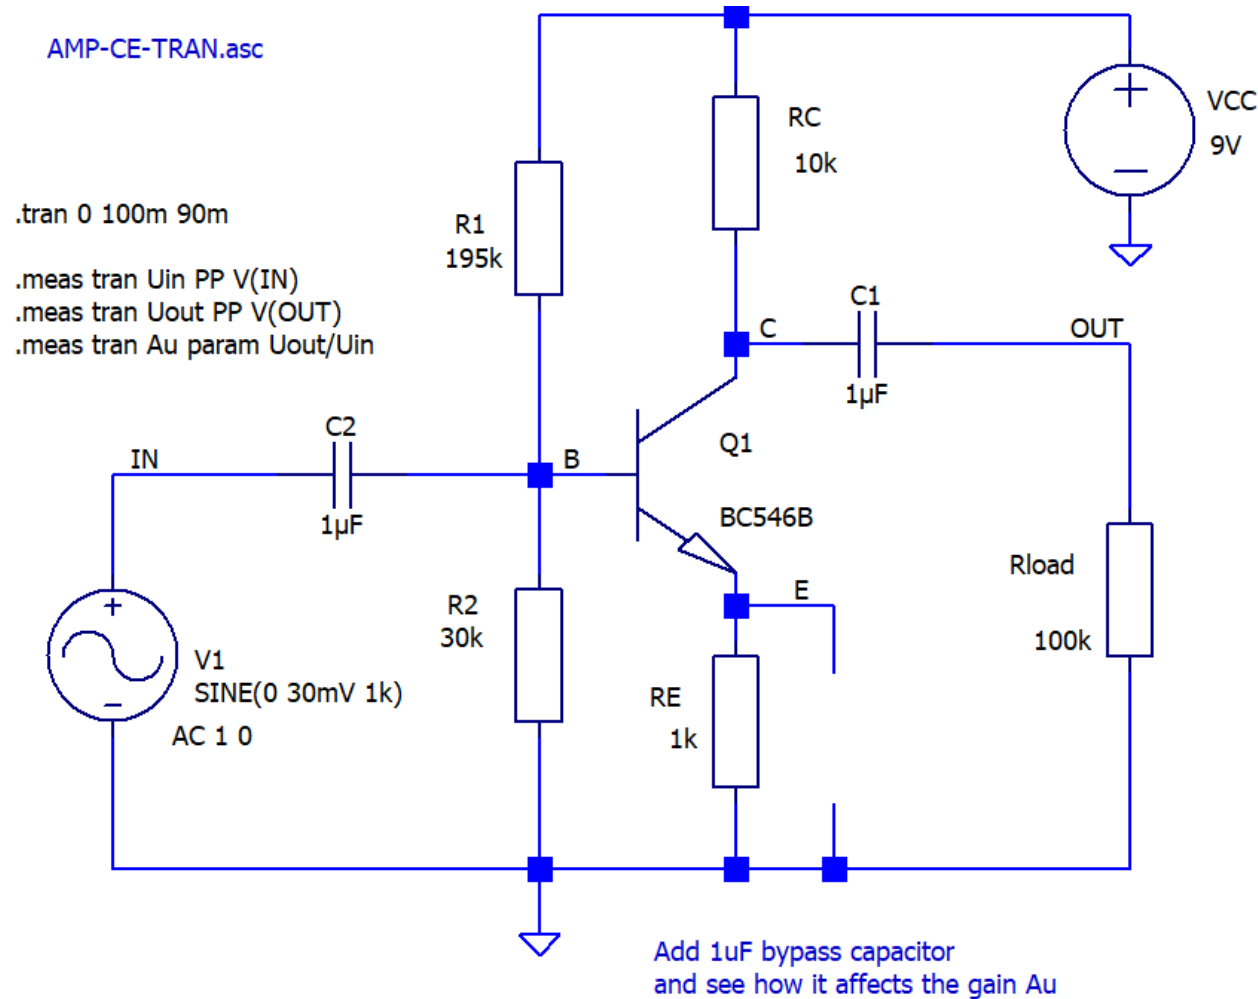 AMP-CE-TRAN.asc
VCC
9V
RC
10k
.tran 0 100m 90m
R1
195k
.meas tran Uin PP V(IN)
.meas tran Uout PP V(OUT)
.meas tran Au param Uout/Uin
C1
1µF
C
OUT
C2
1µF
IN
B
Q1
BC546B
E
Rload
100k
R2
30k
V1
SINE(0 30mV 1k)
AC 1 0
RE
1k
Add 1uF bypass capacitor
and see how it affects the gain Au